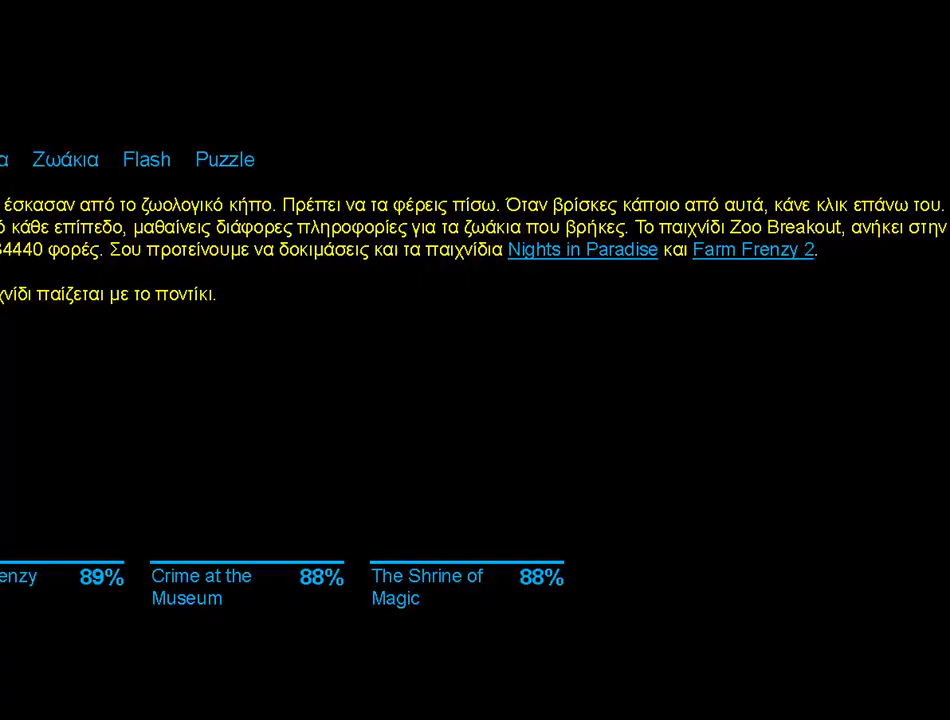 Ζωάκια Flash Puzzle
έσκασαν από το ζωολογικό κήπο. Πρέπει να τα φέρεις πίσω. Όταν βρίσκες κάποιο από αυτά, κάνε κλικ επάνω του.
κάθε επίπεδο, μαθαίνεις διάφορες πληροφορίες για τα ζωάκια που βρήκες. Το παιχνίδι Zoo Breakout, ανήκει στην
4440 φορές. Σου προτείνουμε να δοκιμάσεις και τα παιχνίδια Nights in Paradise και Farm Frenzy 2.
χνίδι παίζεται με το ποντίκι.
enzy 89% Crime at the 88% The Shrine of 88%
Museum Magic